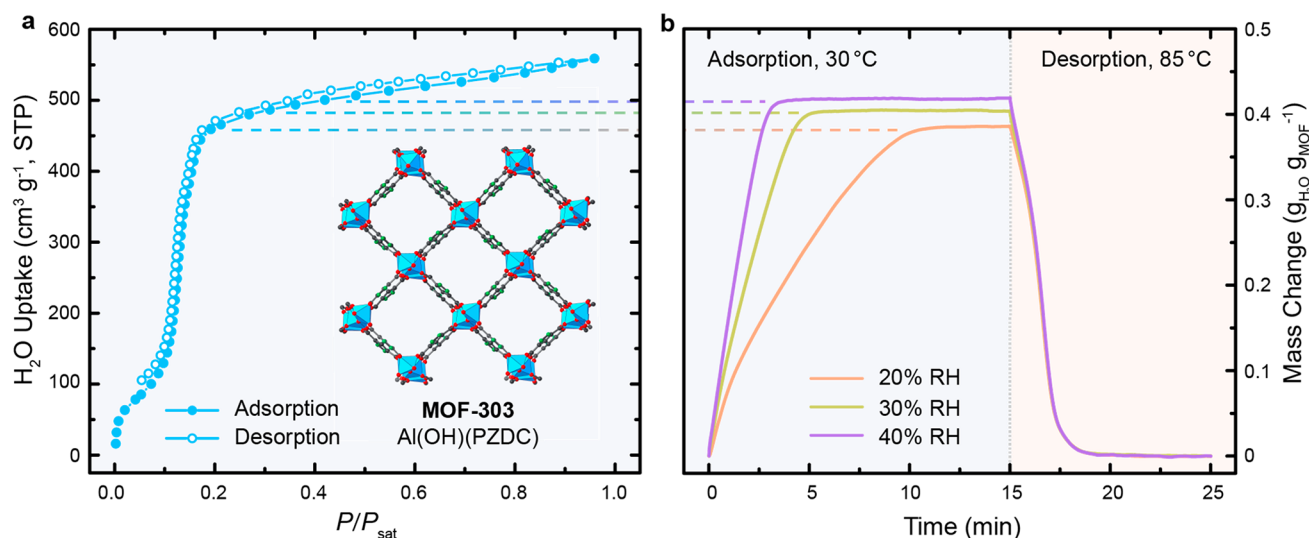 a
600
500
400
300
200
100
0
H₂O Uptake (cm³ g⁻¹, STP)
0.0 0.2 0.4 0.6 0.8 1.0
P/Pₛₐₜ
Adsorption
Desorption
MOF-303
Al(OH)(PZDC)
b
Adsorption, 30 °C
Desorption, 85 °C
20% RH
30% RH
40% RH
0 5 10 15 20 25
Time (min)
0.5
0.4
0.3
0.2
0.1
0
Mass Change (g_H₂O g_MOF⁻¹)